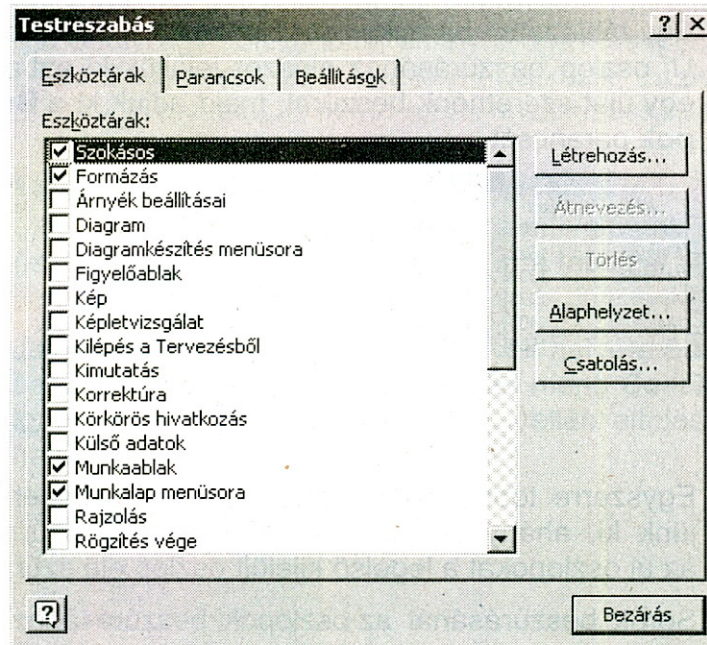 Testreszabás
Eszköztárak Parancsok Beállítások
Eszköztárak:
Szokásos
Formázás
Árnyék beállításai
Diagram
Diagramkészítés menüsora
Figyelőablak
Kép
Képletvizsgálat
Kilépés a Tervezésből
Kimutatás
Korrektúra
Körkörös hivatkozás
Külső adatok
Munkaablak
Munkalap menüsora
Rajzolás
Rögzítés vége
Létrehozás...
Átnevezés...
Törlés
Alaphelyzet...
Csatolás...
Bezárás